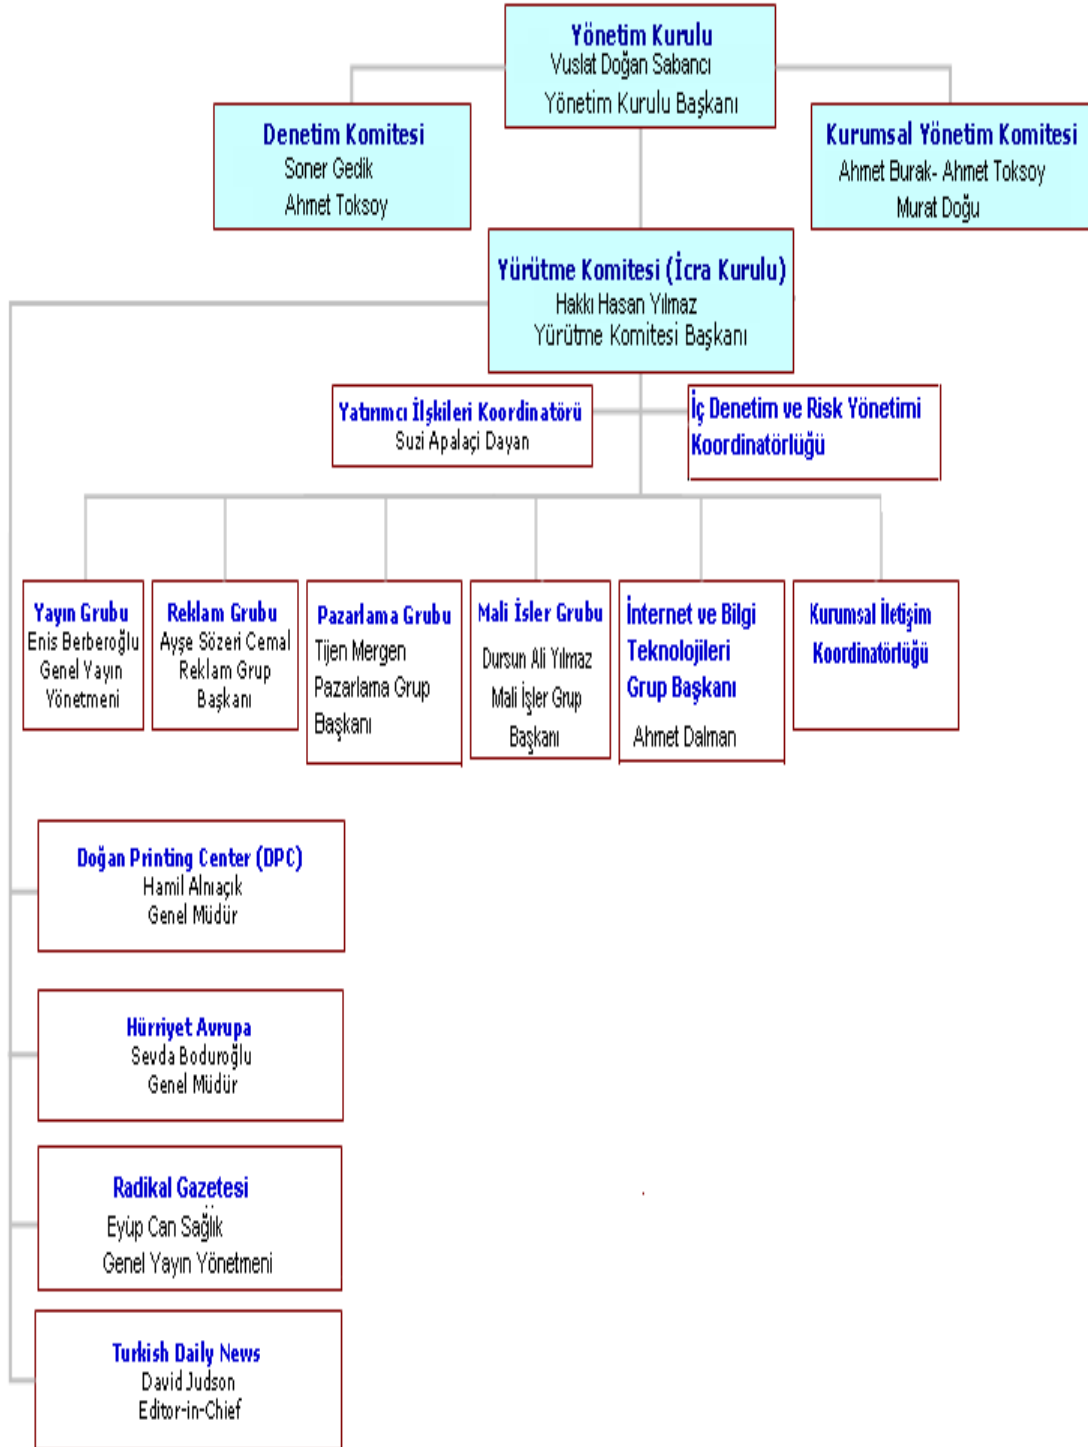 Yönetim Kurulu
Vuslat Doğan Sabancı
Yönetim Kurulu Başkanı
Denetim Komitesi
Soner Gedik
Ahmet Toksoy
Kurumsal Yönetim Komitesi
Ahmet Burak- Ahmet Toksoy
Murat Doğu
Yürütme Komitesi (İcra Kurulu)
Hakkı Hasan Yılmaz
Yürütme Komitesi Başkanı
Yatırımcı İlşkileri Koordinatörü
Suzi Apalaçi Dayan
İç Denetim ve Risk Yönetimi
Koordinatörlüğü
Yayın Grubu
Enis Berberoğlu
Genel Yayın
Yönetmeni
Reklam Grubu
Ayşe Sözeri Cemal
Reklam Grup
Başkanı
Pazarlama Grubu
Tijen Mergen
Pazarlama Grup
Başkanı
Mali İsler Grubu
Dursun Ali Yılmaz
Mali İşler Grup
Başkanı
İnternet ve Bilgi
Teknolojileri
Grup Başkanı
Ahmet Dalman
Kurumsal İletişim
Koordinatörlüğü
Doğan Printing Center (DPC)
Hamil Alnıaçık
Genel Müdür
Hürriyet Avrupa
Sevda Boduroğlu
Genel Müdür
Radikal Gazetesi
Eyüp Can Sağlık
Genel Yayın Yönetmeni
Turkish Daily News
David Judson
Editor-in-Chief